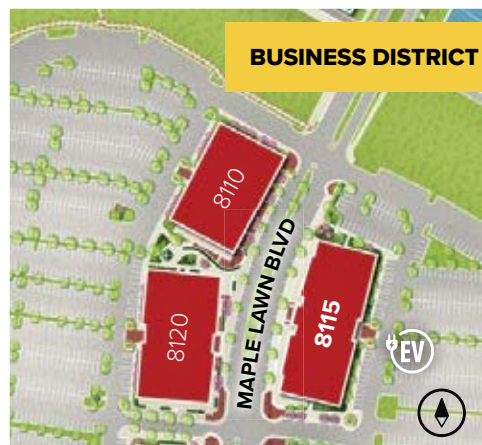 BUSINESS DISTRICT
8110
MAPLE LAWN BLVD
8120
8115
EV